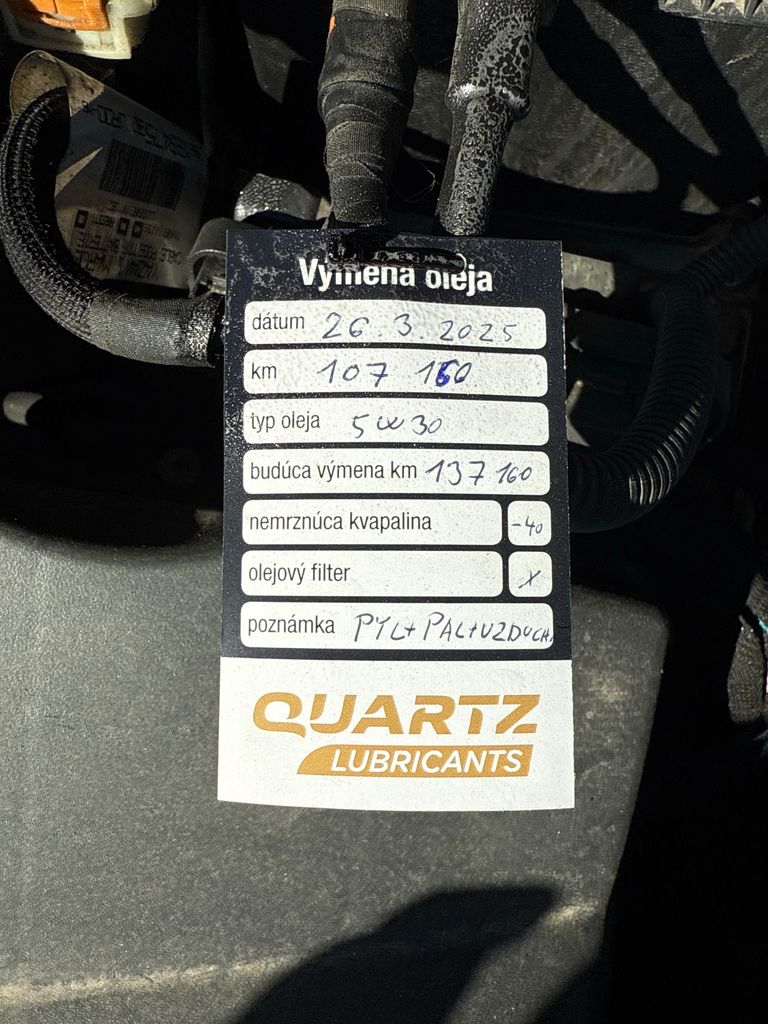 Výmena oleja
dátum 26.3.2025
km 107 160
typ oleja 5w30
budúca výmena km 137 160
nemrznúca kvapalina -40
olejový filter x
poznámka PYL+PAL+VZDUCH.
QUARTZ
LUBRICANTS